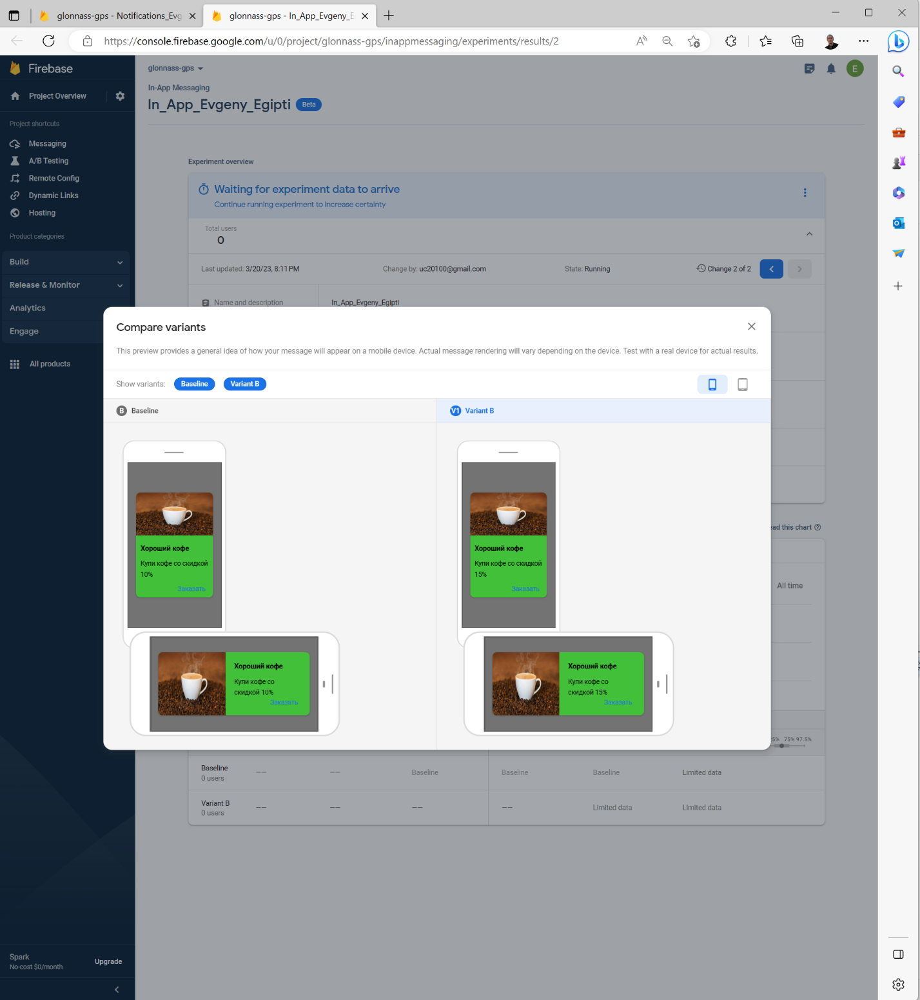 glonnass-gps - Notifications_Evg
glonnass-gps - In_App_Evgeny_E
https://console.firebase.google.com/u/0/project/glonnass-gps/inappmessaging/experiments/results/2
Firebase
glonnass-gps
E
Project Overview
In-App Messaging
In_App_Evgeny_Egipti
Beta
Project shortcuts
Messaging
A/B Testing
Remote Config
Dynamic Links
Hosting
Product categories
Build
Release & Monitor
Analytics
Engage
All products
Experiment overview
Waiting for experiment data to arrive
Continue running experiment to increase certainty
Total users
0
Last updated: 3/20/23, 8:11 PM
Change by: uc20100@gmail.com
State: Running
Change 2 of 2
Name and description
In_App_Evgeny_Egipti
Compare variants
This preview provides a general idea of how your message will appear on a mobile device. Actual message rendering will vary depending on the device. Test with a real device for actual results.
Show variants:
Baseline
Variant B
B Baseline
V1 Variant B
Хороший кофе
Купи кофе со скидкой
10%
Заказать
Хороший кофе
Купи кофе со скидкой
15%
Заказать
Хороший кофе
Купи кофе со
скидкой 10%
Заказать
Хороший кофе
Купи кофе со
скидкой 15%
Заказать
ead this chart
All time
5% 75% 97.5%
Baseline
0 users
—— —— Baseline Baseline Baseline Limited data
Variant B
0 users
—— —— —— —— Limited data Limited data
Spark
No-cost $0/month
Upgrade